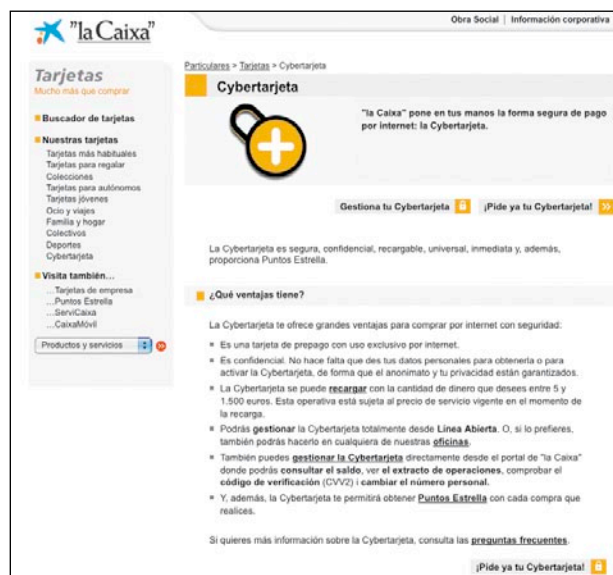 "la Caixa"
Obra Social | Información corporativa
Tarjetas
Mucho más que comprar
Buscador de tarjetas
Nuestras tarjetas
Tarjetas más habituales
Tarjetas para regalar
Colecciones
Tarjetas para autónomos
Tarjetas jóvenes
Ocio y viajes
Familia y hogar
Colectivos
Deportes
Cybertarjeta
Visita también...
...Tarjetas de empresa
...Puntos Estrella
...ServiCaixa
...CaixaMóvil
Productos y servicios
Particulares > Tarjetas > Cybertarjeta
Cybertarjeta
"la Caixa" pone en tus manos la forma segura de pago
por internet: la Cybertarjeta.
Gestiona tu Cybertarjeta
¡Pide ya tu Cybertarjeta!
La Cybertarjeta es segura, confidencial, recargable, universal, inmediata y, además,
proporciona Puntos Estrella.
¿Qué ventajas tiene?
La Cybertarjeta te ofrece grandes ventajas para comprar por internet con seguridad:
Es una tarjeta de prepago con uso exclusivo por internet.
Es confidencial. No hace falta que des tus datos personales para obtenerla o para
activar la Cybertarjeta, de forma que el anonimato y tu privacidad están garantizados.
La Cybertarjeta se puede recargar con la cantidad de dinero que desees entre 5 y
1.500 euros. Esta operativa está sujeta al precio de servicio vigente en el momento de
la recarga.
Podrás gestionar la Cybertarjeta totalmente desde Línea Abierta. O, si lo prefieres,
también podrás hacerlo en cualquiera de nuestras oficinas.
También puedes gestionar la Cybertarjeta directamente desde el portal de "la Caixa"
donde podrás consultar el saldo, ver el extracto de operaciones, comprobar el
código de verificación (CVV2) i cambiar el número personal.
Y, además, la Cybertarjeta te permitirá obtener Puntos Estrella con cada compra que
realices.
Si quieres más información sobre la Cybertarjeta, consulta las preguntas frecuentes.
¡Pide ya tu Cybertarjeta!